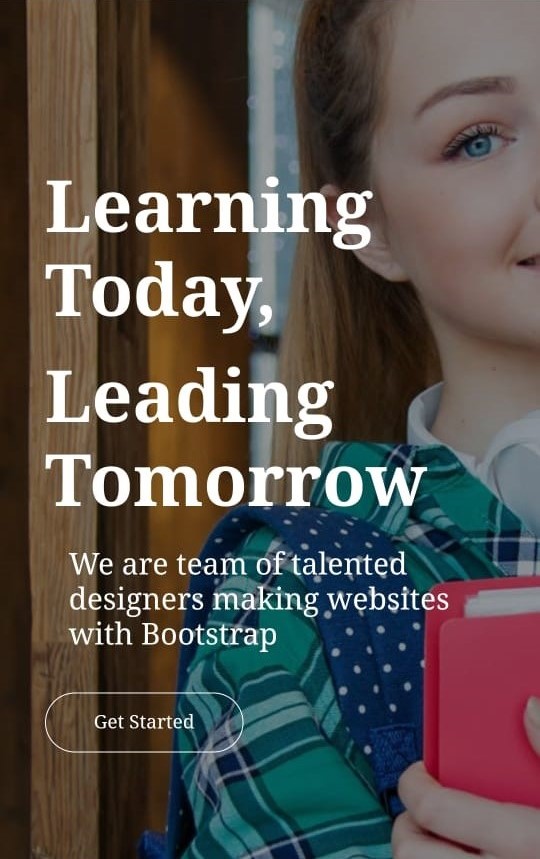 Learning
Today,
Leading
Tomorrow
We are team of talented
designers making websites
with Bootstrap
Get Started